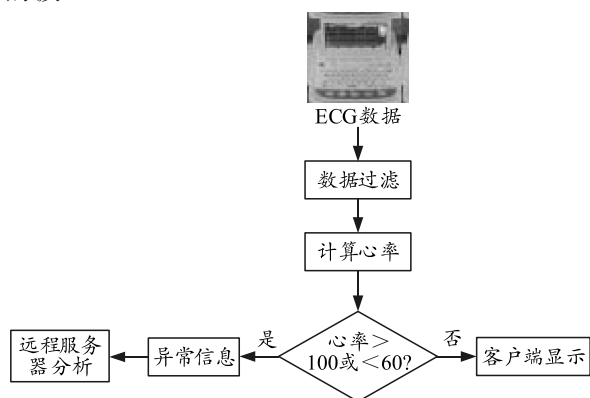 ECG数据
数据过滤
计算心率
心率＞
100或＜60?
是
否
异常信息
远程服务
器分析
客户端显示